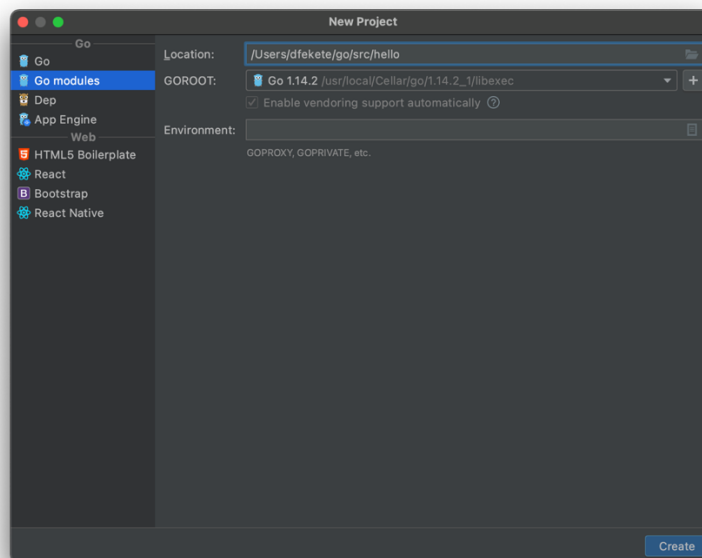 New Project
Go
Go
Go modules
Dep
App Engine
Web
HTML5 Boilerplate
React
Bootstrap
React Native
Location: /Users/dfekete/go/src/hello
GOROOT: Go 1.14.2 /usr/local/Cellar/go/1.14.2_1/libexec
Enable vendoring support automatically ?
Environment:
GOPROXY, GOPRIVATE, etc.
Create